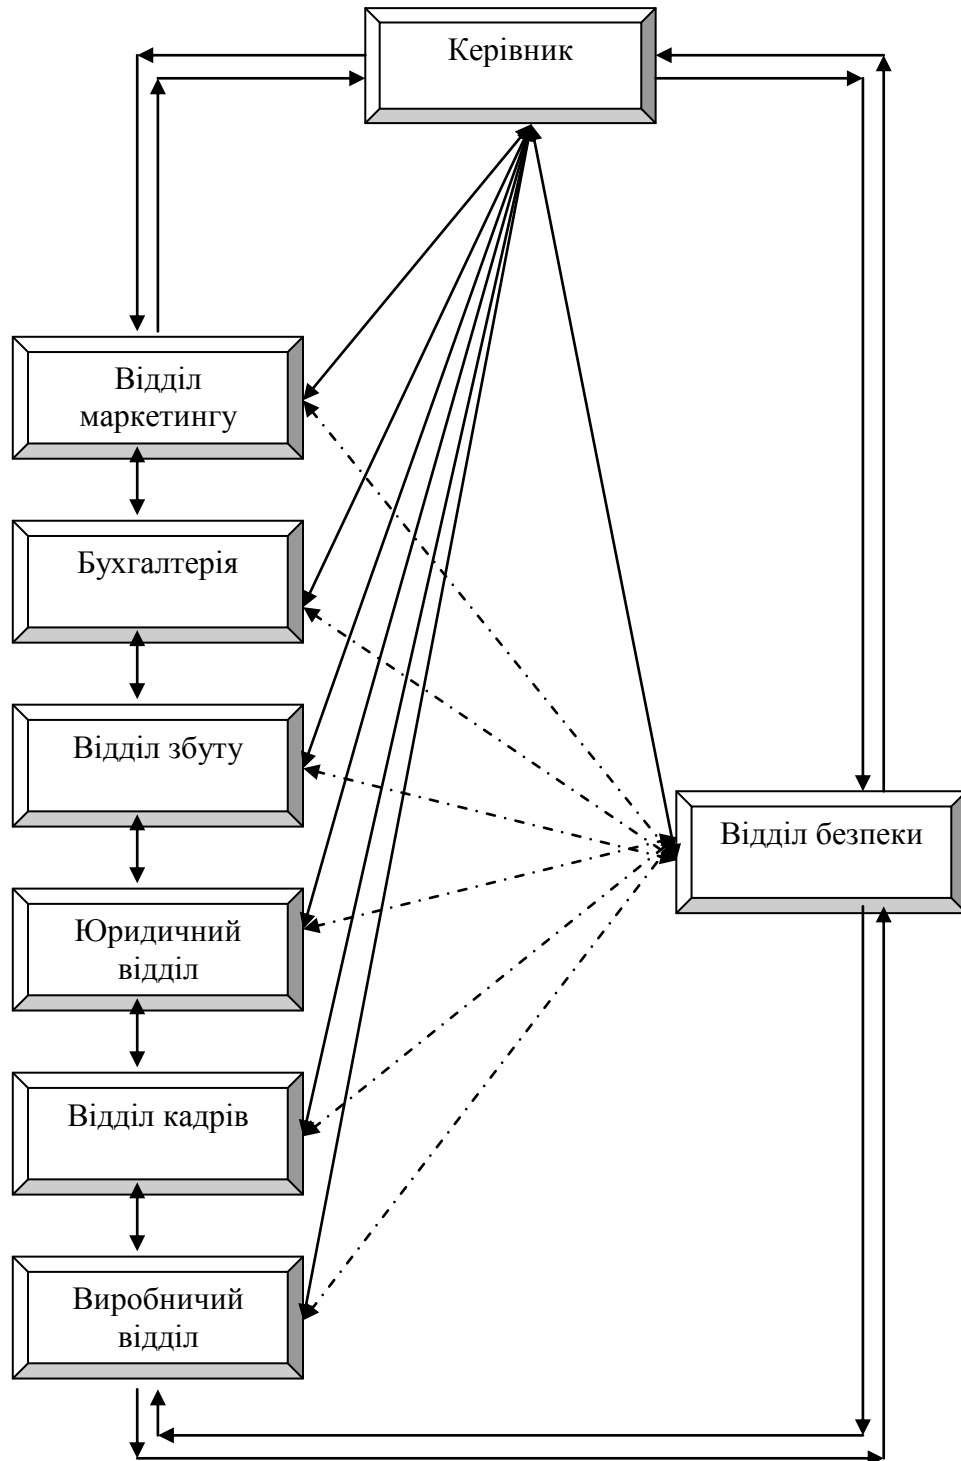 Керівник
Відділ
маркетингу
Бухгалтерія
Відділ збуту
Відділ безпеки
Юридичний
відділ
Відділ кадрів
Виробничий
відділ